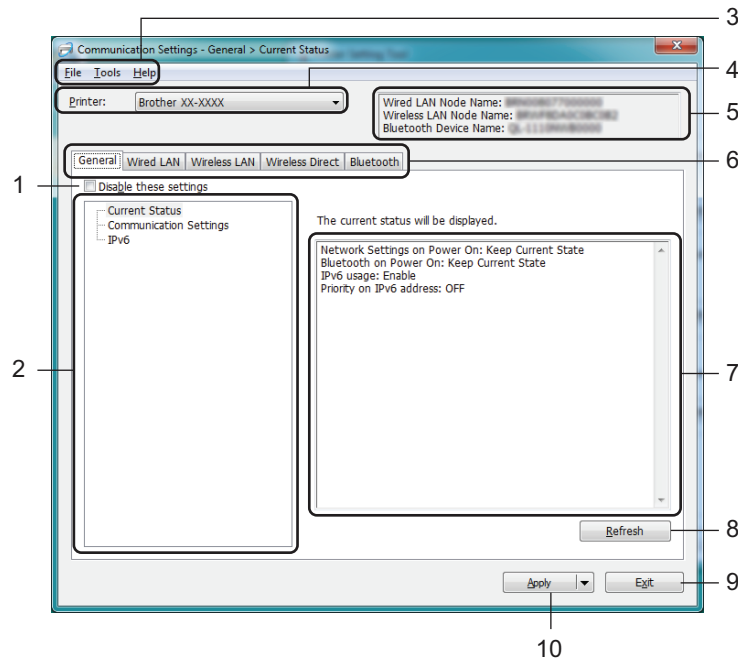 3
Communication Settings - General > Current Status
File Tools Help
4
Printer: Brother XX-XXXX
Wired LAN Node Name:
Wireless LAN Node Name:
Bluetooth Device Name:
5
General Wired LAN Wireless LAN Wireless Direct Bluetooth
6
1
Disable these settings
Current Status
Communication Settings
IPv6
The current status will be displayed.
Network Settings on Power On: Keep Current State
Bluetooth on Power On: Keep Current State
IPv6 usage: Enable
Priority on IPv6 address: OFF
2
7
Refresh
8
Apply
Exit
9
10